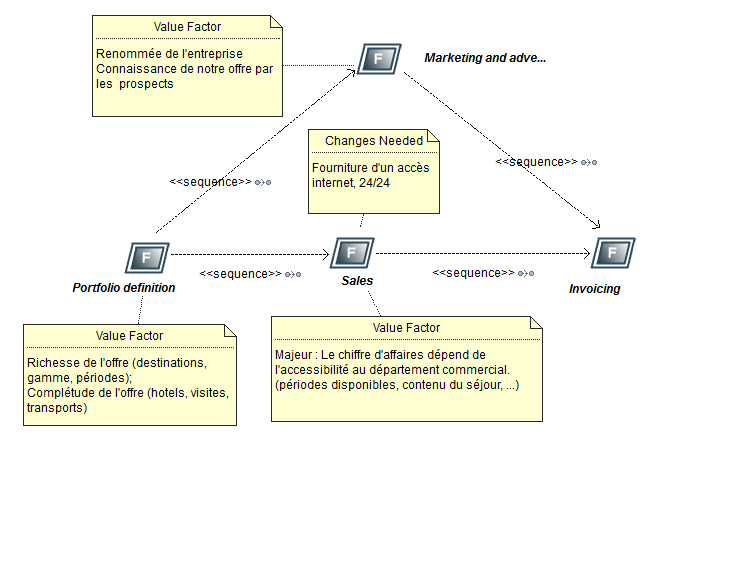 Value Factor
Renommée de l'entreprise
Connaissance de notre offre par
les  prospects
F
Marketing and adve...
Changes Needed
Fourniture d'un accès
internet, 24/24
<<sequence>>
<<sequence>>
F
Portfolio definition
<<sequence>>
F
Sales
<<sequence>>
F
Invoicing
Value Factor
Richesse de l'offre (destinations,
gamme, périodes);
Complétude de l'offre (hotels, visites,
transports)
Value Factor
Majeur : Le chiffre d'affaires dépend de
l'accessibilité au département commercial.
(périodes disponibles, contenu du séjour, ...)